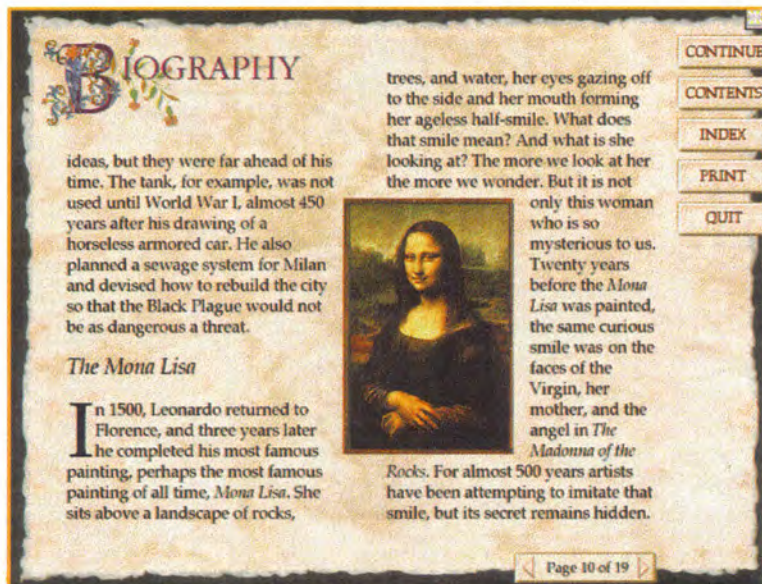 BIOGRAPHY
ideas, but they were far ahead of his
time. The tank, for example, was not
used until World War I, almost 450
years after his drawing of a
horseless armored car. He also
planned a sewage system for Milan
and devised how to rebuild the city
so that the Black Plague would not
be as dangerous a threat.
The Mona Lisa
In 1500, Leonardo returned to
Florence, and three years later
he completed his most famous
painting, perhaps the most famous
painting of all time, Mona Lisa. She
sits above a landscape of rocks,
trees, and water, her eyes gazing off
to the side and her mouth forming
her ageless half-smile. What does
that smile mean? And what is she
looking at? The more we look at her
the more we wonder. But it is not
only this woman
who is so
mysterious to us.
Twenty years
before the Mona
Lisa was painted,
the same curious
smile was on the
faces of the
Virgin, her
mother, and the
angel in The
Madonna of the
Rocks. For almost 500 years artists
have been attempting to imitate that
smile, but its secret remains hidden.
CONTINUE
CONTENTS
INDEX
PRINT
QUIT
Page 10 of 19